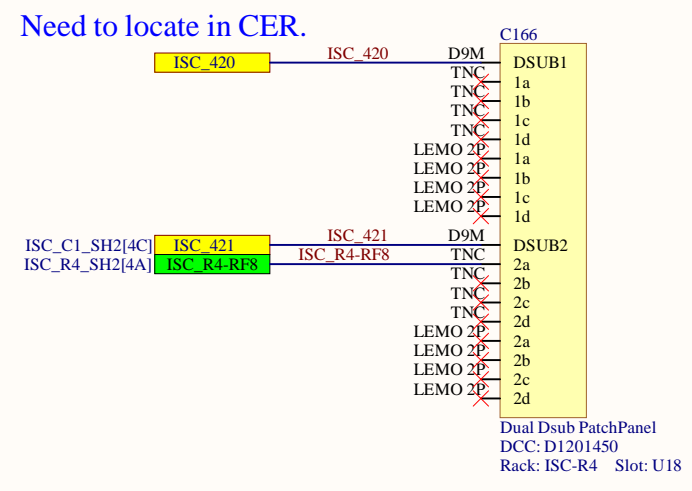 Need to locate in CER.
C166
ISC_420 ISC_420 D9M DSUB1
TNC 1a
TNC 1b
TNC 1c
TNC 1d
LEMO 2P 1a
LEMO 2P 1b
LEMO 2P 1c
LEMO 2P 1d
ISC_C1_SH2[4C] ISC_421 ISC_421 D9M DSUB2
ISC_R4_SH2[4A] ISC_R4-RF8 ISC_R4-RF8 TNC 2a
TNC 2b
TNC 2c
TNC 2d
LEMO 2P 2a
LEMO 2P 2b
LEMO 2P 2c
LEMO 2P 2d
Dual Dsub PatchPanel
DCC: D1201450
Rack: ISC-R4 Slot: U18